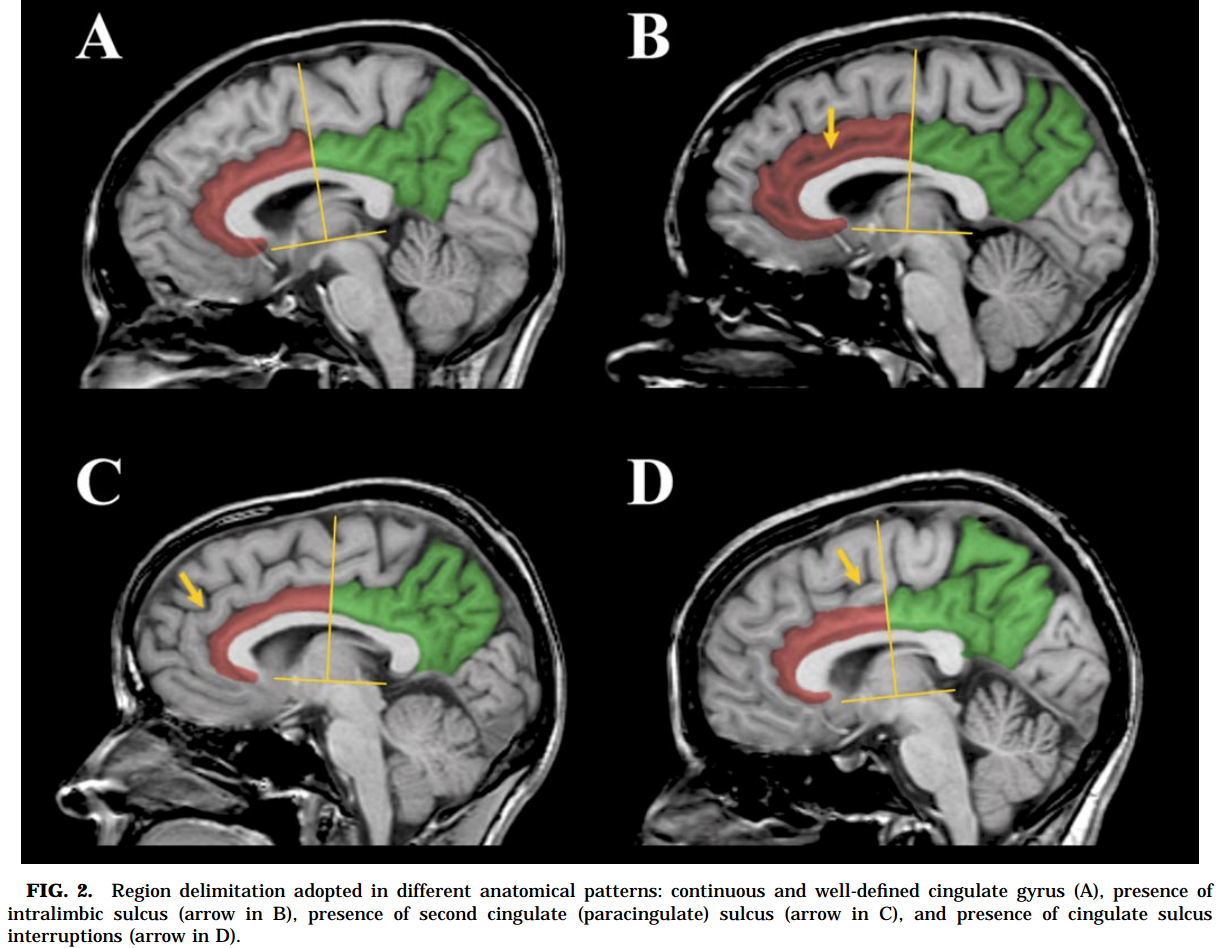 A
B
C
D
FIG. 2. Region delimitation adopted in different anatomical patterns: continuous and well-defined cingulate gyrus (A), presence of
intralimbic sulcus (arrow in B), presence of second cingulate (paracingulate) sulcus (arrow in C), and presence of cingulate sulcus
interruptions (arrow in D).